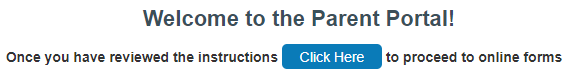 Welcome to the Parent Portal!
Once you have reviewed the instructions Click Here to proceed to online forms